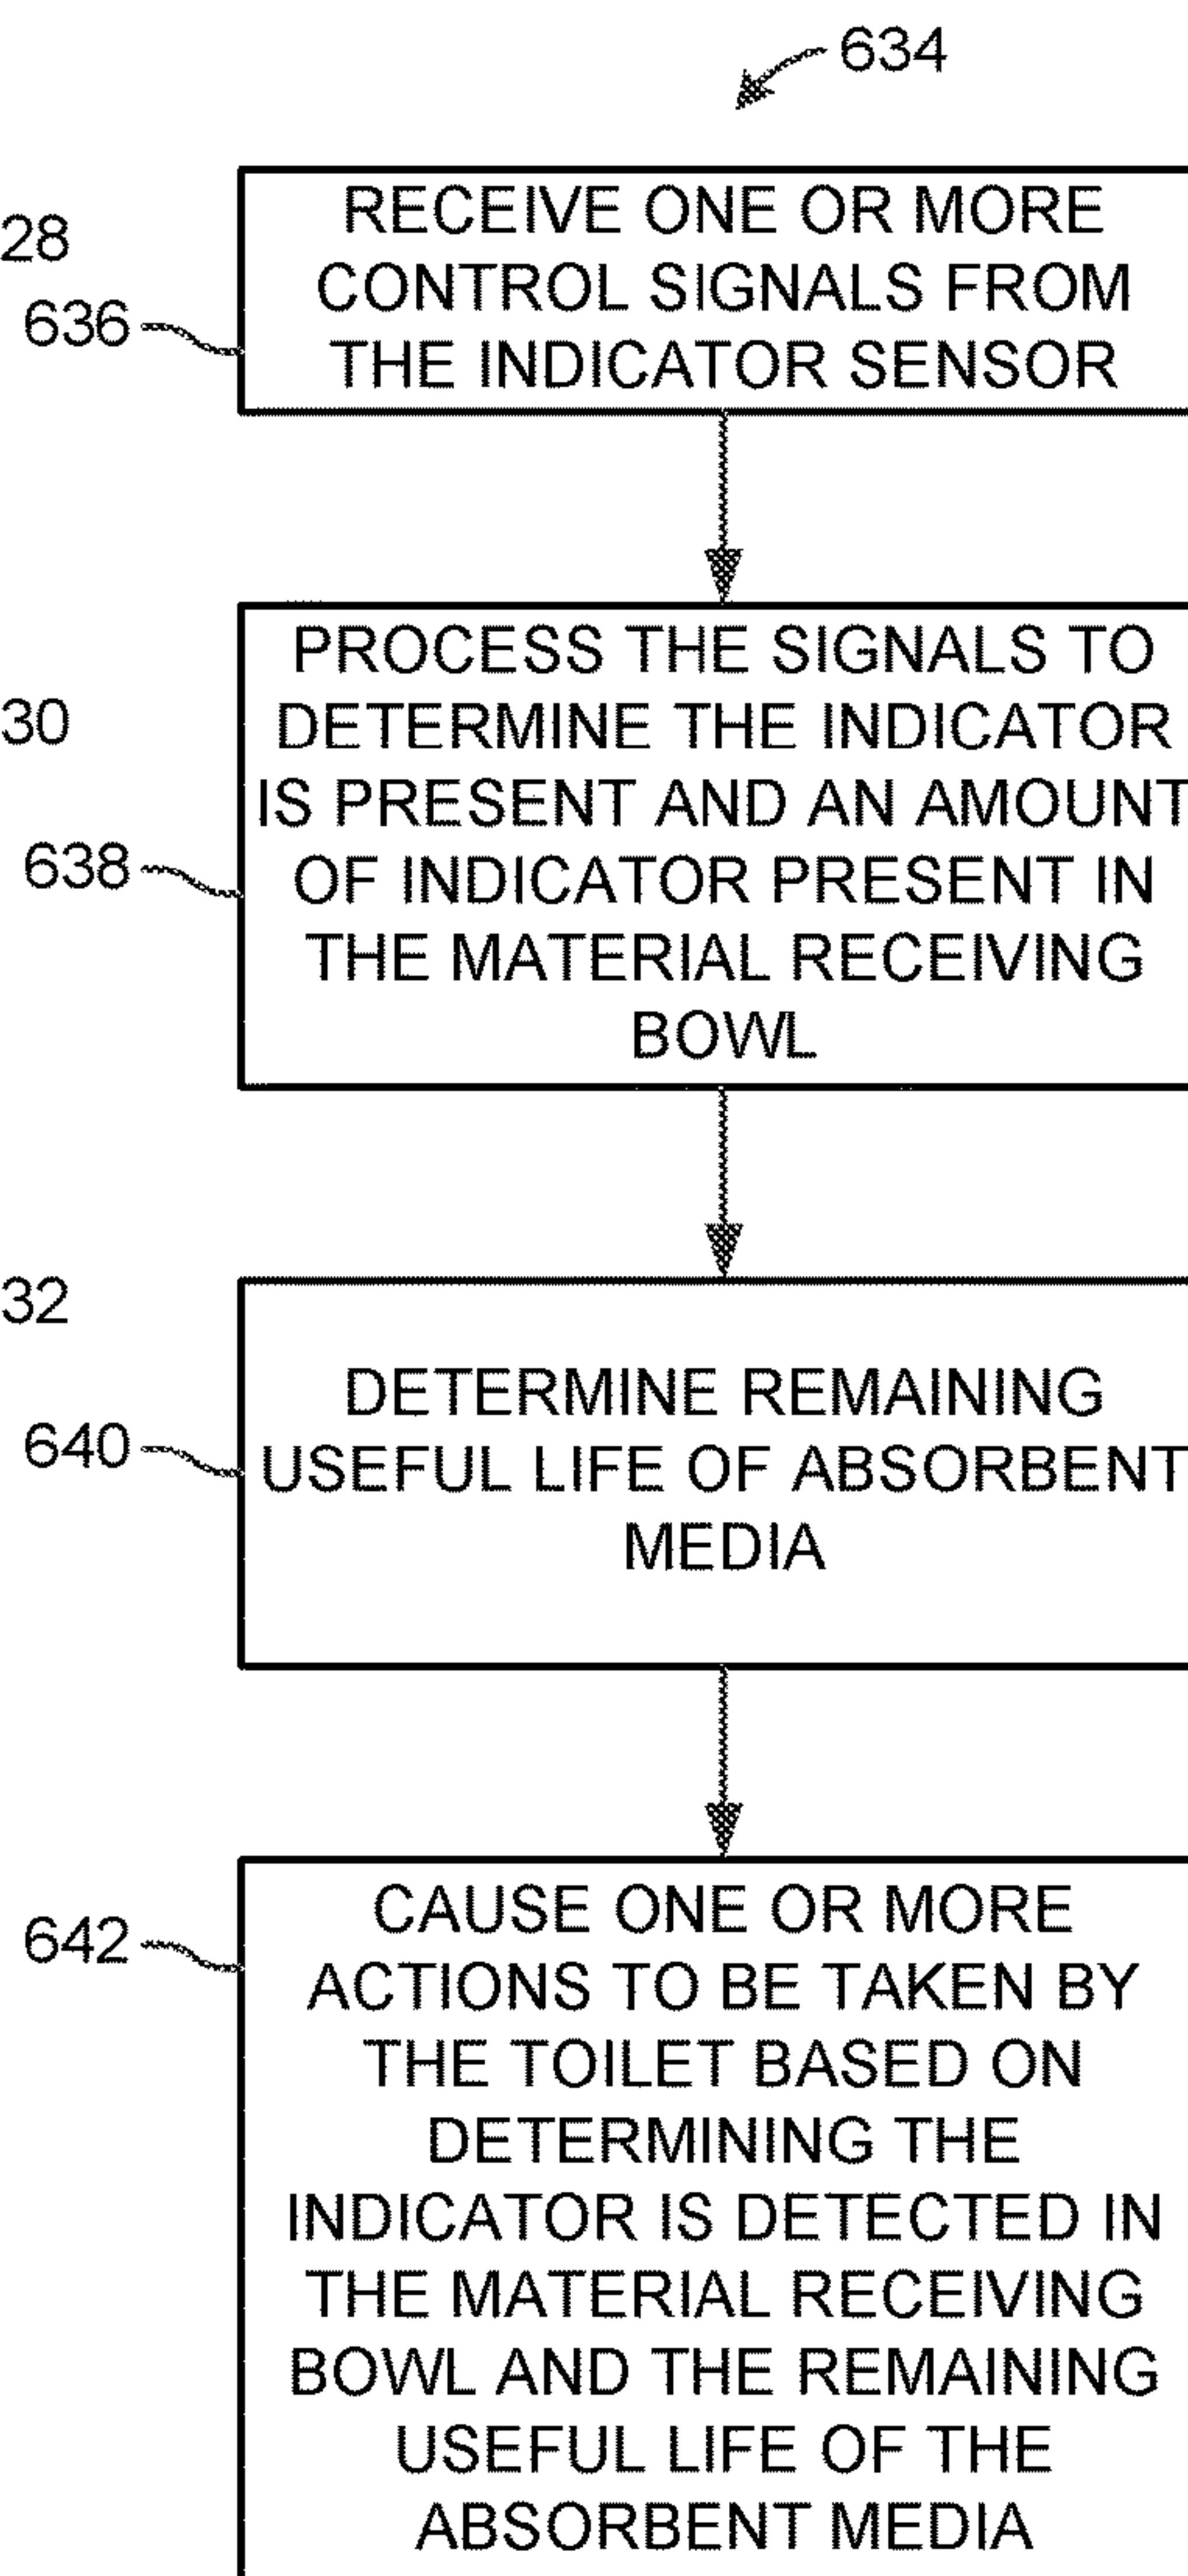 634
RECEIVE ONE OR MORE
CONTROL SIGNALS FROM
THE INDICATOR SENSOR
28
636
PROCESS THE SIGNALS TO
DETERMINE THE INDICATOR
IS PRESENT AND AN AMOUNT
OF INDICATOR PRESENT IN
THE MATERIAL RECEIVING
BOWL
30
638
DETERMINE REMAINING
USEFUL LIFE OF ABSORBENT
MEDIA
32
640
CAUSE ONE OR MORE
ACTIONS TO BE TAKEN BY
THE TOILET BASED ON
DETERMINING THE
INDICATOR IS DETECTED IN
THE MATERIAL RECEIVING
BOWL AND THE REMAINING
USEFUL LIFE OF THE
ABSORBENT MEDIA
642